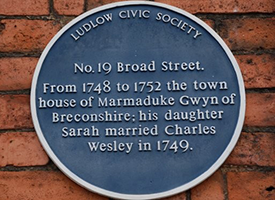 LUDLOW CIVIC SOCIETY
No.19 Broad Street.
From 1748 to 1752 the town
house of Marmaduke Gwyn of
Breconshire; his daughter
Sarah married Charles
Wesley in 1749.